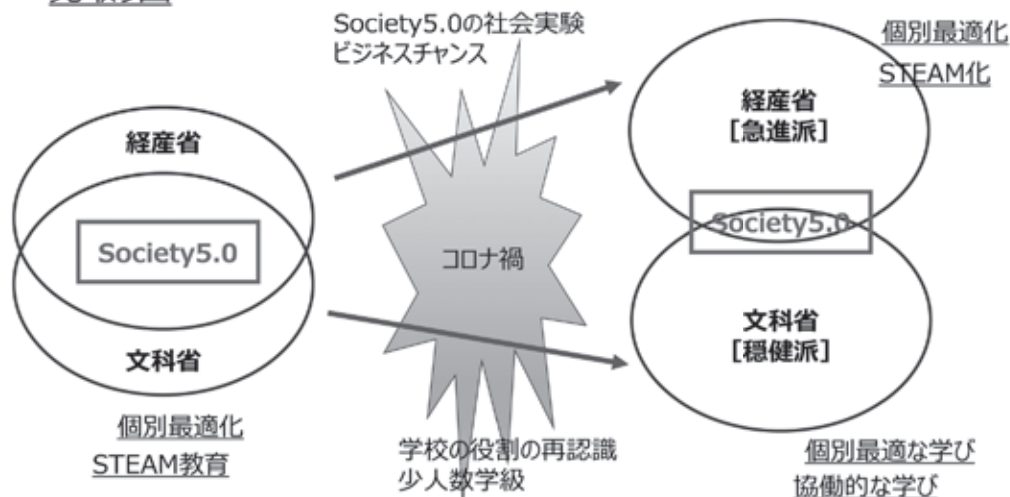 Society5.0の社会実験
ビジネスチャンス
経産省
Society5.0
文科省
個別最適化
STEAM教育
コロナ禍
学校の役割の再認識
少人数学級
個別最適化
STEAM化
経産省
[急進派]
Society5.0
文科省
[穏健派]
個別最適な学び
協働的な学び